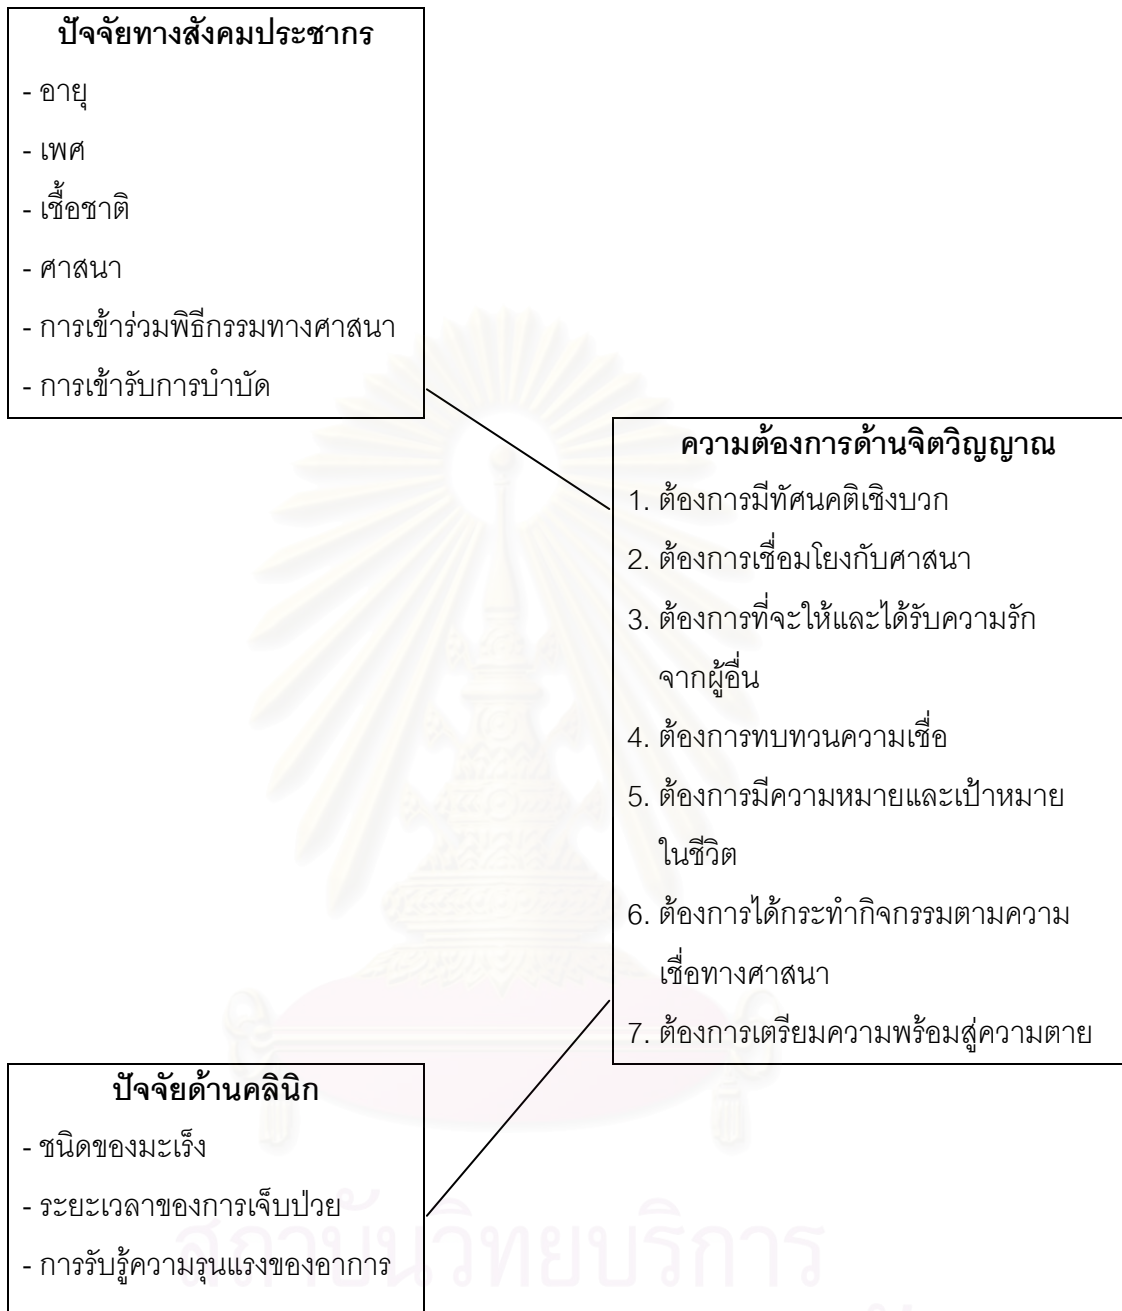 ปัจจัยทางสังคมประชากร
- อายุ
- เพศ
- เชื้อชาติ
- ศาสนา
- การเข้าร่วมพิธีกรรมทางศาสนา
- การเข้ารับการบำบัด
ความต้องการด้านจิตวิญญาณ
1. ต้องการมีทัศนคติเชิงบวก
2. ต้องการเชื่อมโยงกับศาสนา
3. ต้องการที่จะให้และได้รับความรัก
จากผู้อื่น
4. ต้องการทบทวนความเชื่อ
5. ต้องการมีความหมายและเป้าหมาย
ในชีวิต
6. ต้องการได้กระทำกิจกรรมตามความ
เชื่อทางศาสนา
7. ต้องการเตรียมความพร้อมสู่ความตาย
ปัจจัยด้านคลินิก
- ชนิดของมะเร็ง
- ระยะเวลาของการเจ็บป่วย
- การรับรู้ความรุนแรงของอาการ
สถาบันวิทยบริการ